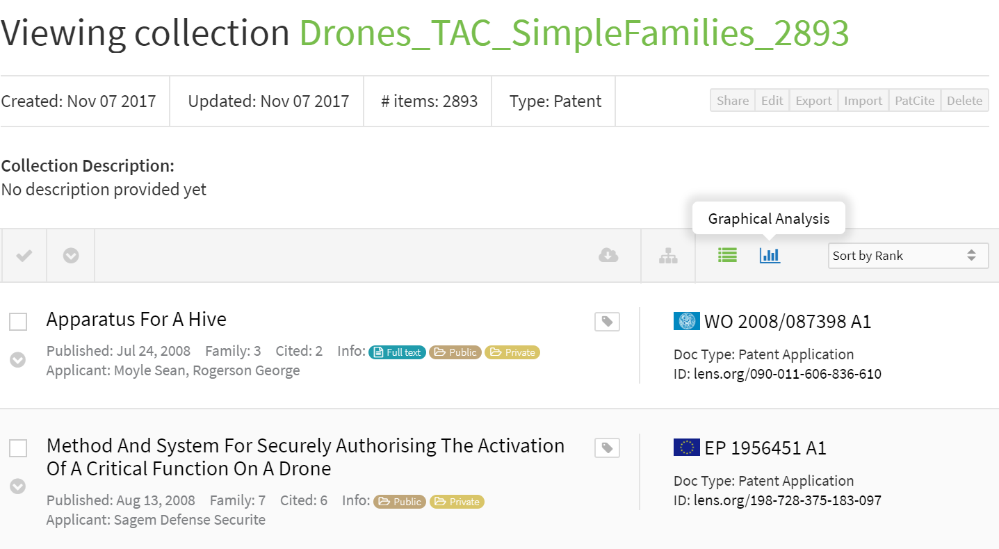 Viewing collection Drones_TAC_SimpleFamilies_2893
Created: Nov 07 2017 Updated: Nov 07 2017 # items: 2893 Type: Patent Share Edit Export Import PatCite Delete
Collection Description:
No description provided yet
Graphical Analysis
Sort by Rank
Apparatus For A Hive
Published: Jul 24, 2008 Family: 3 Cited: 2 Info: Full text Public Private
Applicant: Moyle Sean, Rogerson George
WO 2008/087398 A1
Doc Type: Patent Application
ID: lens.org/090-011-606-836-610
Method And System For Securely Authorising The Activation
Of A Critical Function On A Drone
Published: Aug 13, 2008 Family: 7 Cited: 6 Info: Public Private
Applicant: Sagem Defense Securite
EP 1956451 A1
Doc Type: Patent Application
ID: lens.org/198-728-375-183-097